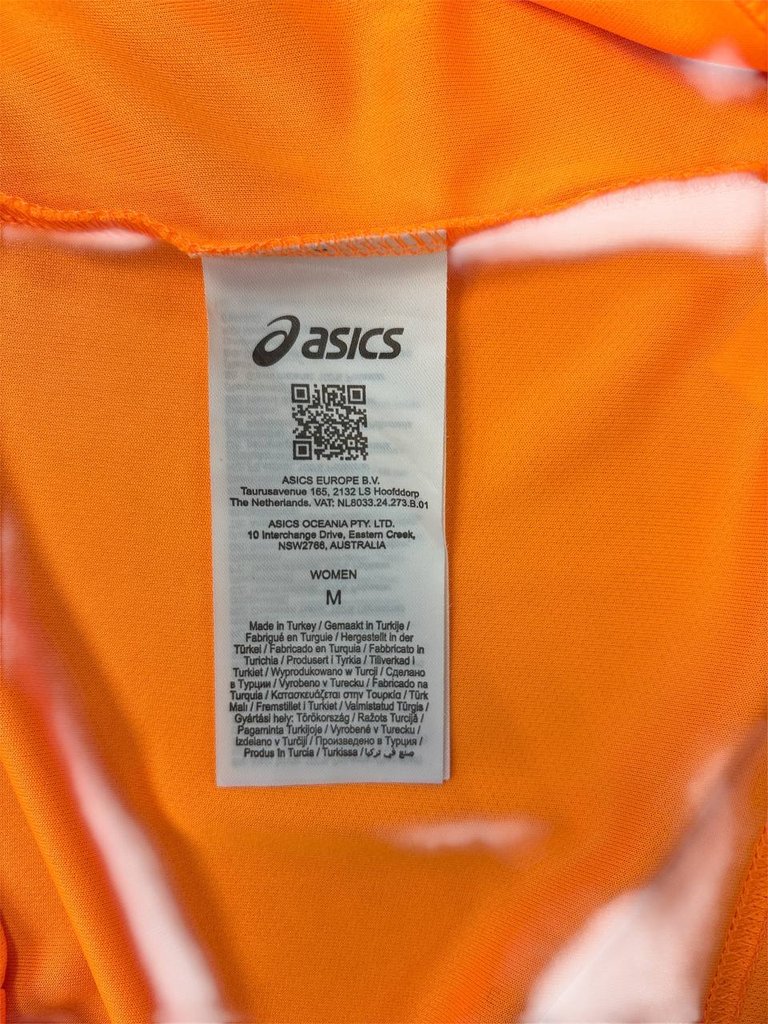 asics
ASICS EUROPE B.V.
Taurusavenue 165, 2132 LS Hoofddorp
The Netherlands. VAT: NL8033.24.273.B.01
ASICS OCEANIA PTY. LTD.
10 Interchange Drive, Eastern Creek,
NSW2766, AUSTRALIA
WOMEN
M
Made in Turkey / Gemaakt in Turkije /
Fabriqué en Turquie / Hergestellt in der
Türkei / Fabricado en Turquía / Fabbricato in
Turichia / Produsert i Tyrkia / Tillverkad i
Turkiet / Wyprodukowano w Turcji / Сделано
в Турции / Vyrobeno v Turecku / Fabricado na
Turquia / Κατασκευάζεται στην Τουρκία / Türk
Malı / Fremstillet i Turkiet / Valmistatud Türgis /
Gyártási hely: Törökország / Ražots Turcijā /
Pagaminta Turkijoje / Vyrobené v Turecku /
Izdelano v Turčiji / Произведено в Турция /
Produs în Turcia / Turkissa / صنع في تركيا